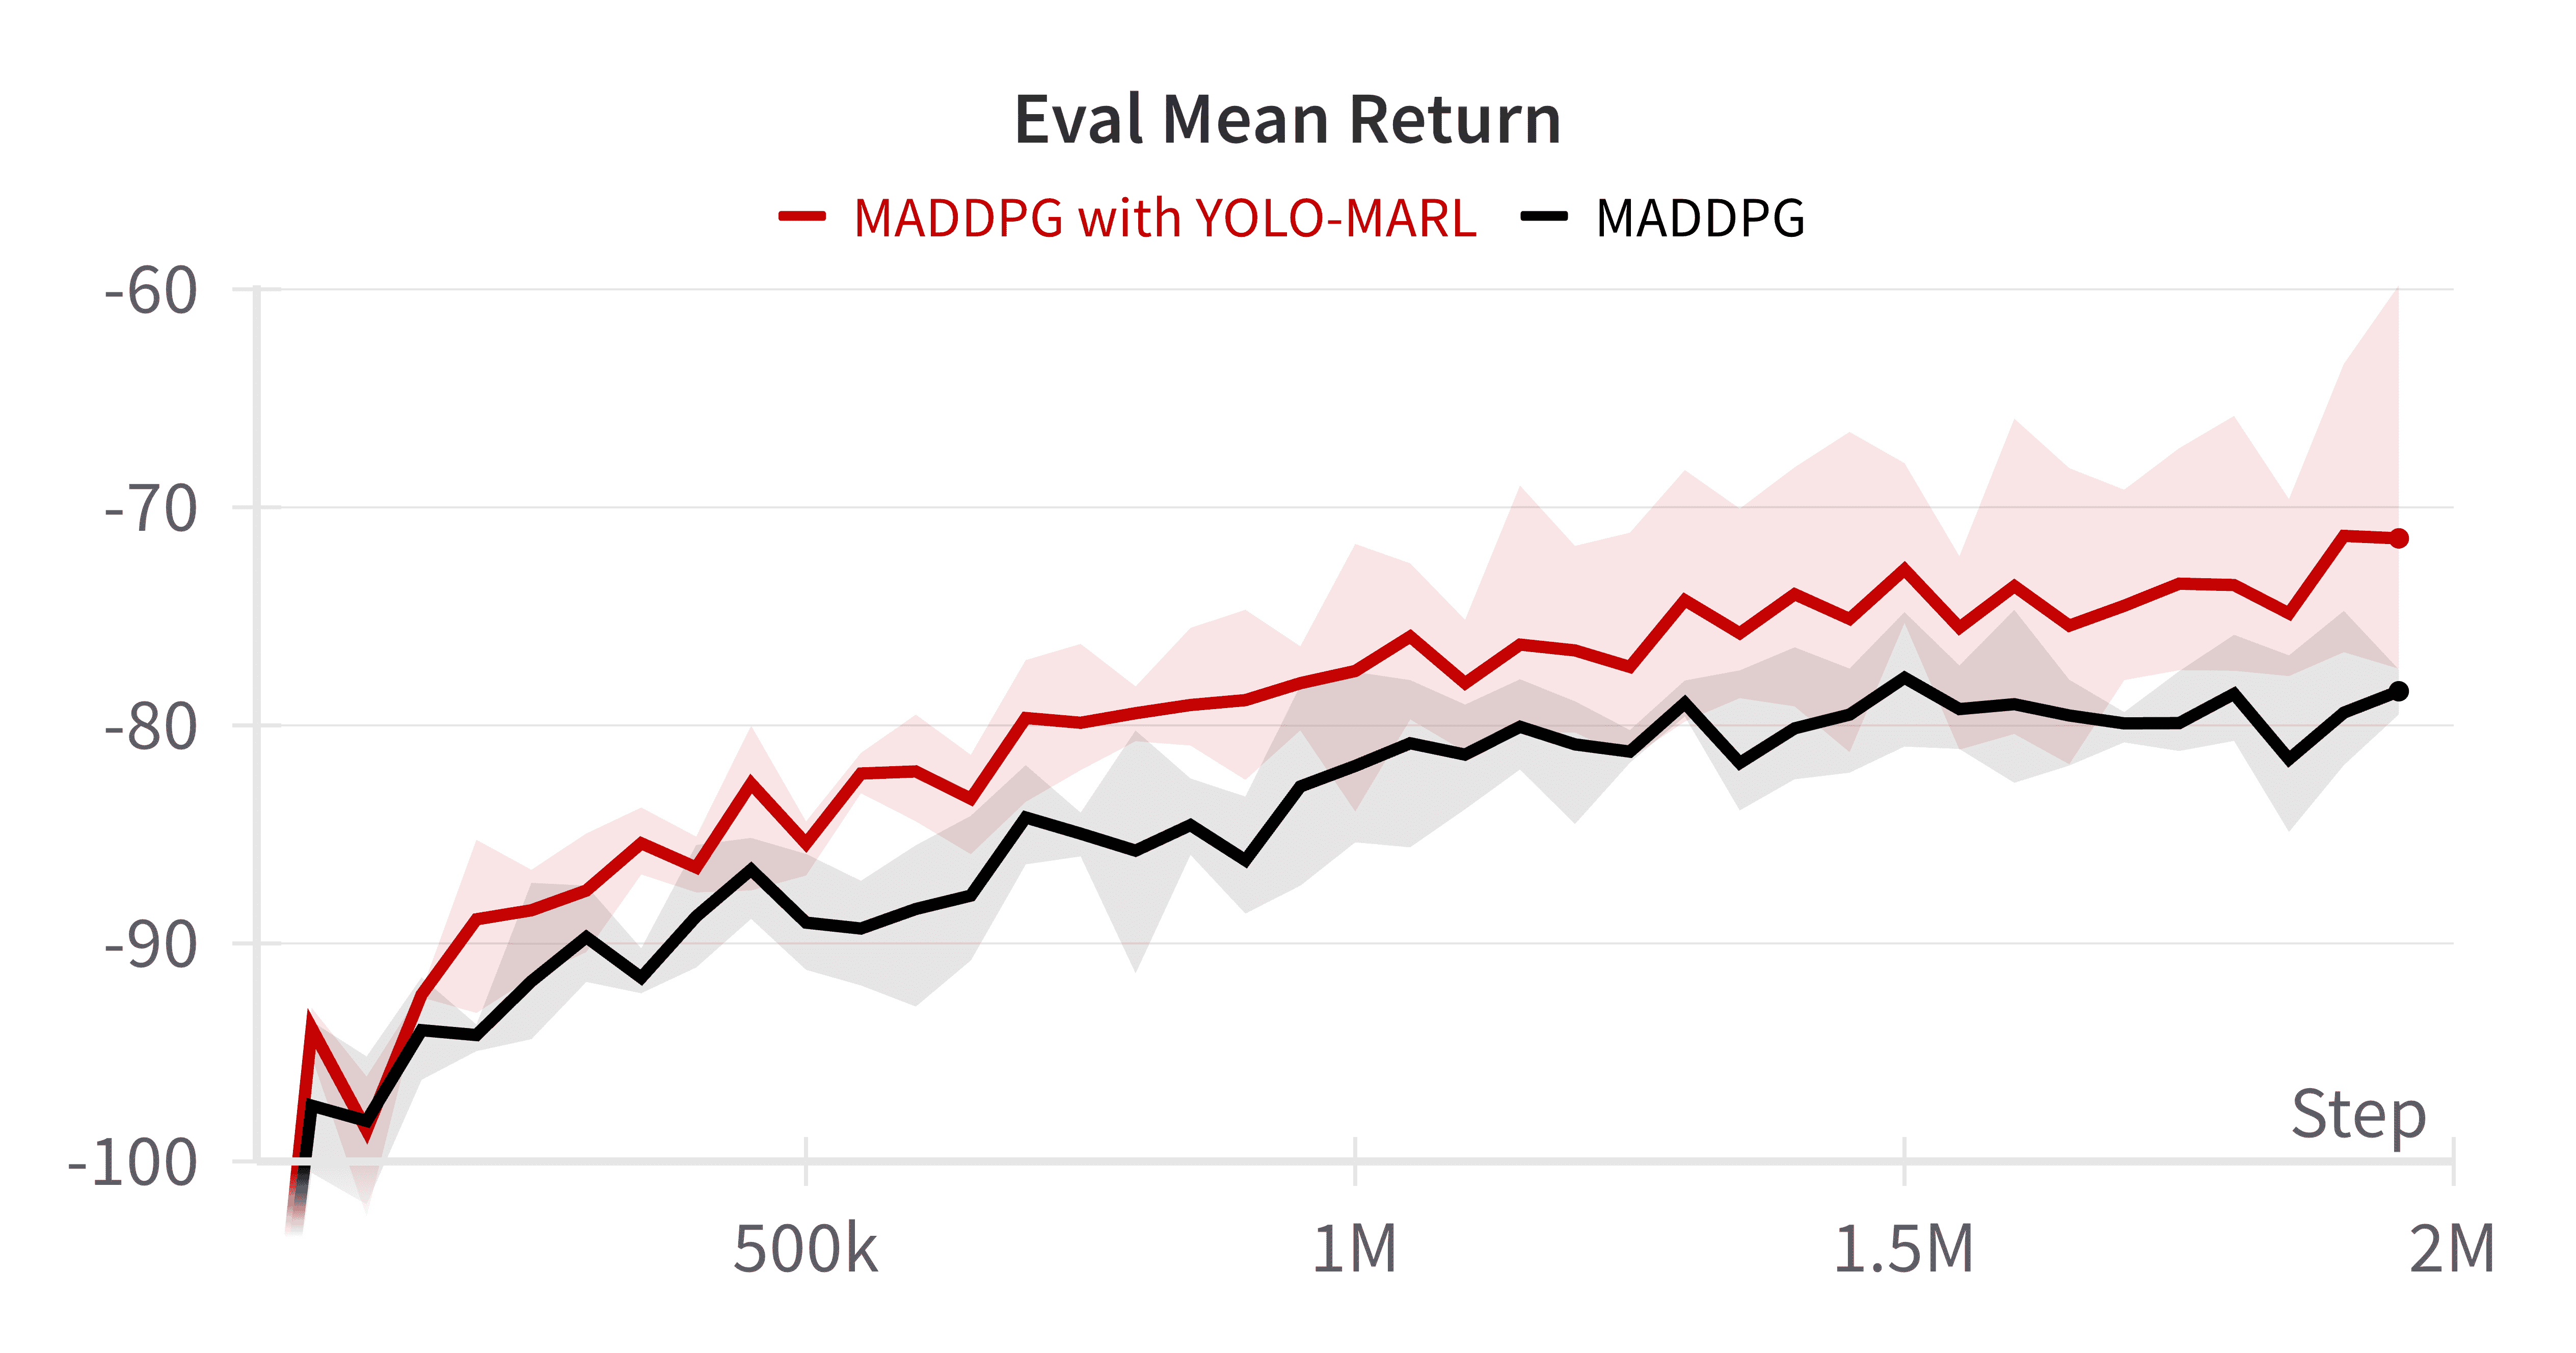 Eval Mean Return
MADDPG with YOLO-MARL MADDPG
-60
-70
-80
-90
-100
Step
500k 1M 1.5M 2M